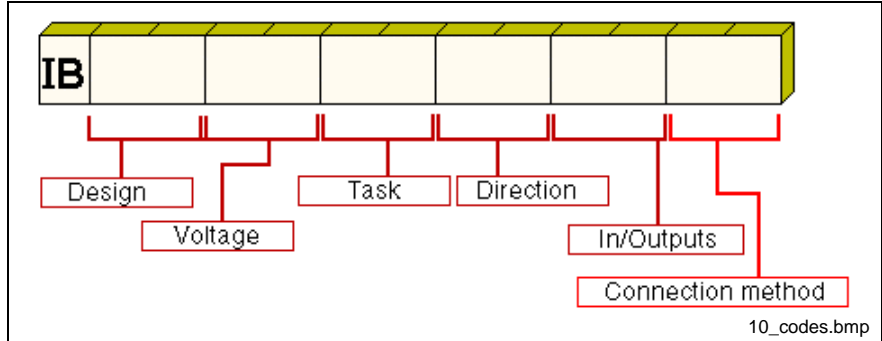 IB
Design
Task
Direction
Voltage
In/Outputs
Connection method
10_codes.bmp